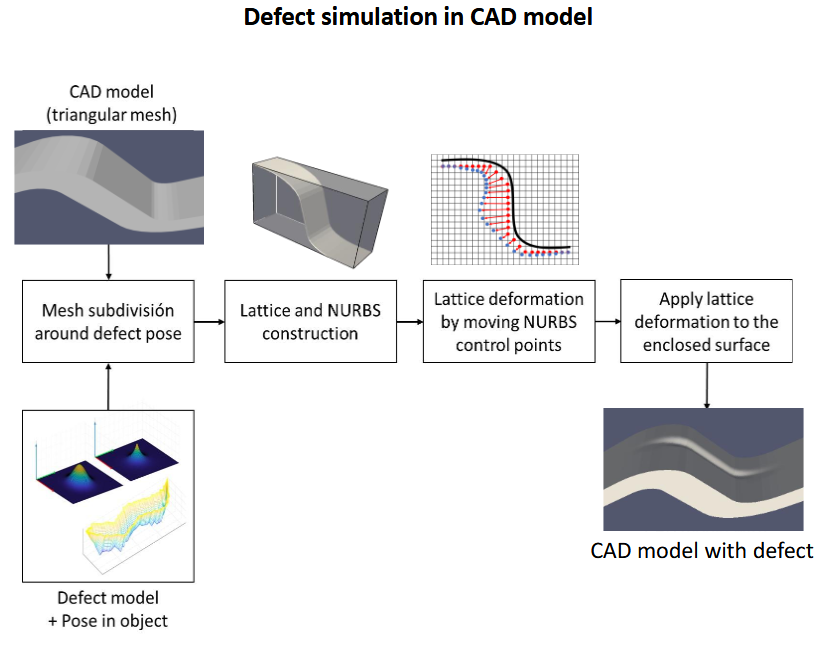 Defect simulation in CAD model
CAD model
(triangular mesh)
Mesh subdivisión
around defect pose
Lattice and NURBS
construction
Lattice deformation
by moving NURBS
control points
Apply lattice
deformation to the
enclosed surface
CAD model with defect
Defect model
+ Pose in object